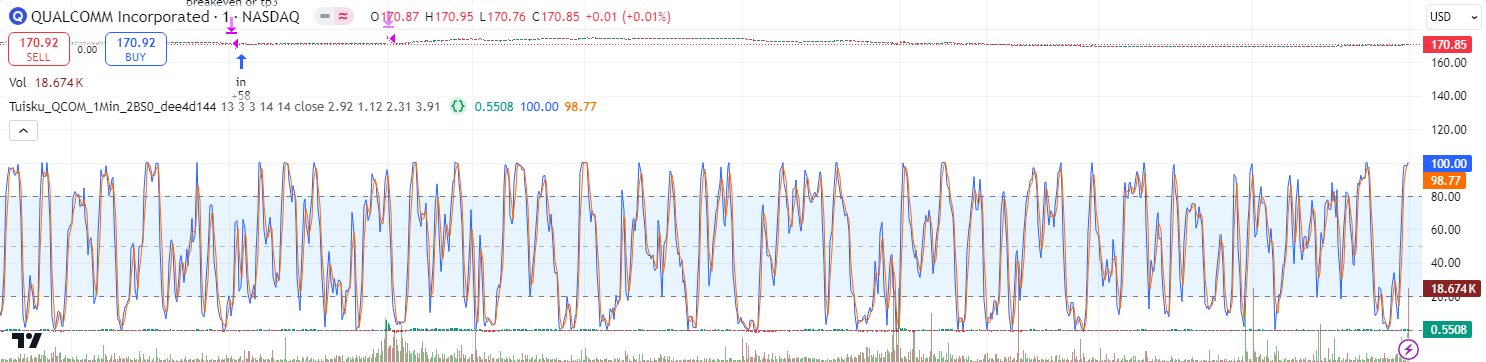 breakeven or tp3
QUALCOMM Incorporated · 1 · NASDAQ
O170.87 H170.95 L170.76 C170.85 +0.01 (+0.01%)
USD
170.92
SELL
0.00
170.92
BUY
170.85
160.00
Vol 18.674 K
in
+58
140.00
Tuisku_QCOM_1Min_2BS0_dee4d144 13 3 3 14 14 close 2.92 1.12 2.31 3.91 {} 0.5508 100.00 98.77
120.00
100.00
98.77
80.00
60.00
40.00
18.674 K
20.00
0.5508